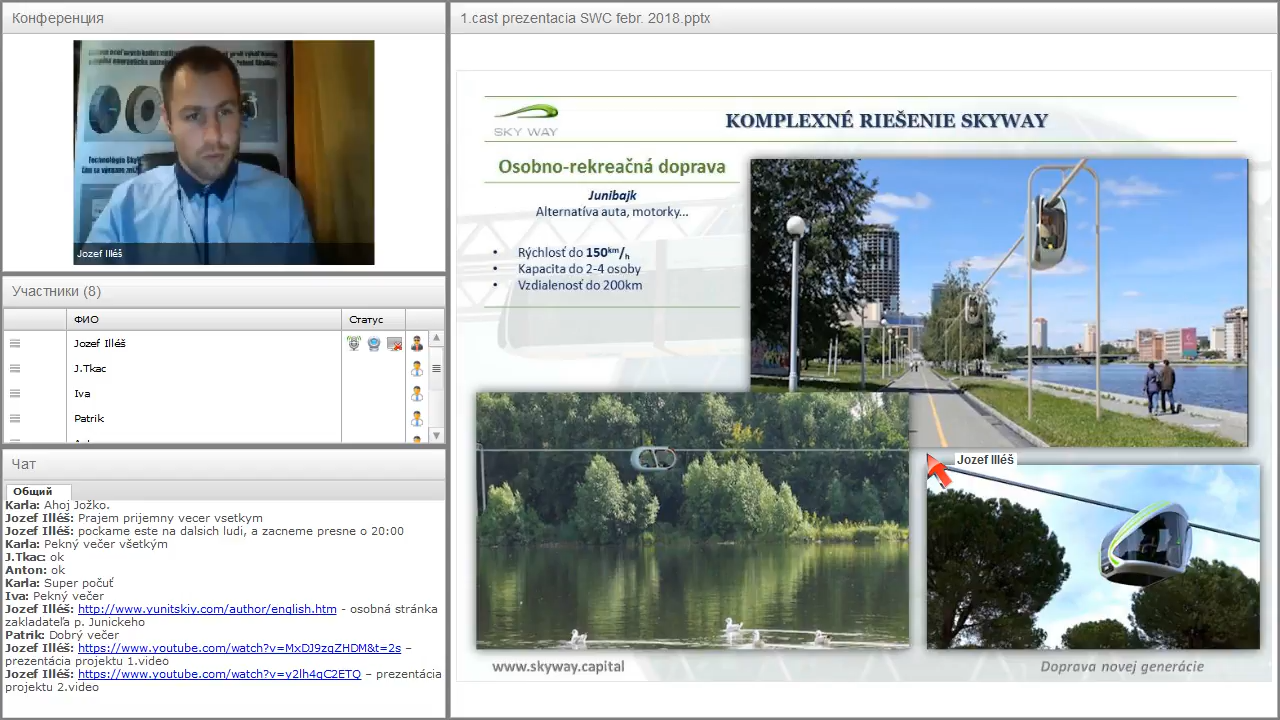 Конференция
Jozef Illéš
Участники (8)
ФИО
Статус
Jozef Illéš
J.Tkac
Iva
Patrik
Чат
Общий
Karla: Ahoj Jožko.
Jozef Illéš: Prajem prijemny vecer vsetkym
Jozef Illéš: pockame este na dalsich ludi, a zacneme presne o 20:00
Karla: Pekný večer všetkým
J.Tkac: ok
Anton: ok
Karla: Super počuť
Iva: Pekný večer
Jozef Illéš: http://www.yunitskiy.com/author/english.htm - osobná stránka
zakladateľa p. Junickeho
Patrik: Dobrý večer
Jozef Illéš: https://www.youtube.com/watch?v=MxDJ9zqZHDM&t=2s –
prezentácia projektu 1.video
Jozef Illéš: https://www.youtube.com/watch?v=y2lh4qC2ETQ – prezentácia
projektu 2.video
1.cast prezentacia SWC febr. 2018.pptx
SKY WAY
KOMPLEXNÉ RIEŠENIE SKYWAY
Osobno-rekreačná doprava
Junibajk
Alternatíva auta, motorky...
• Rýchlosť do 150km/h
• Kapacita do 2-4 osoby
• Vzdialenosť do 200km
Jozef Illéš
www.skyway.capital
Doprava novej generácie